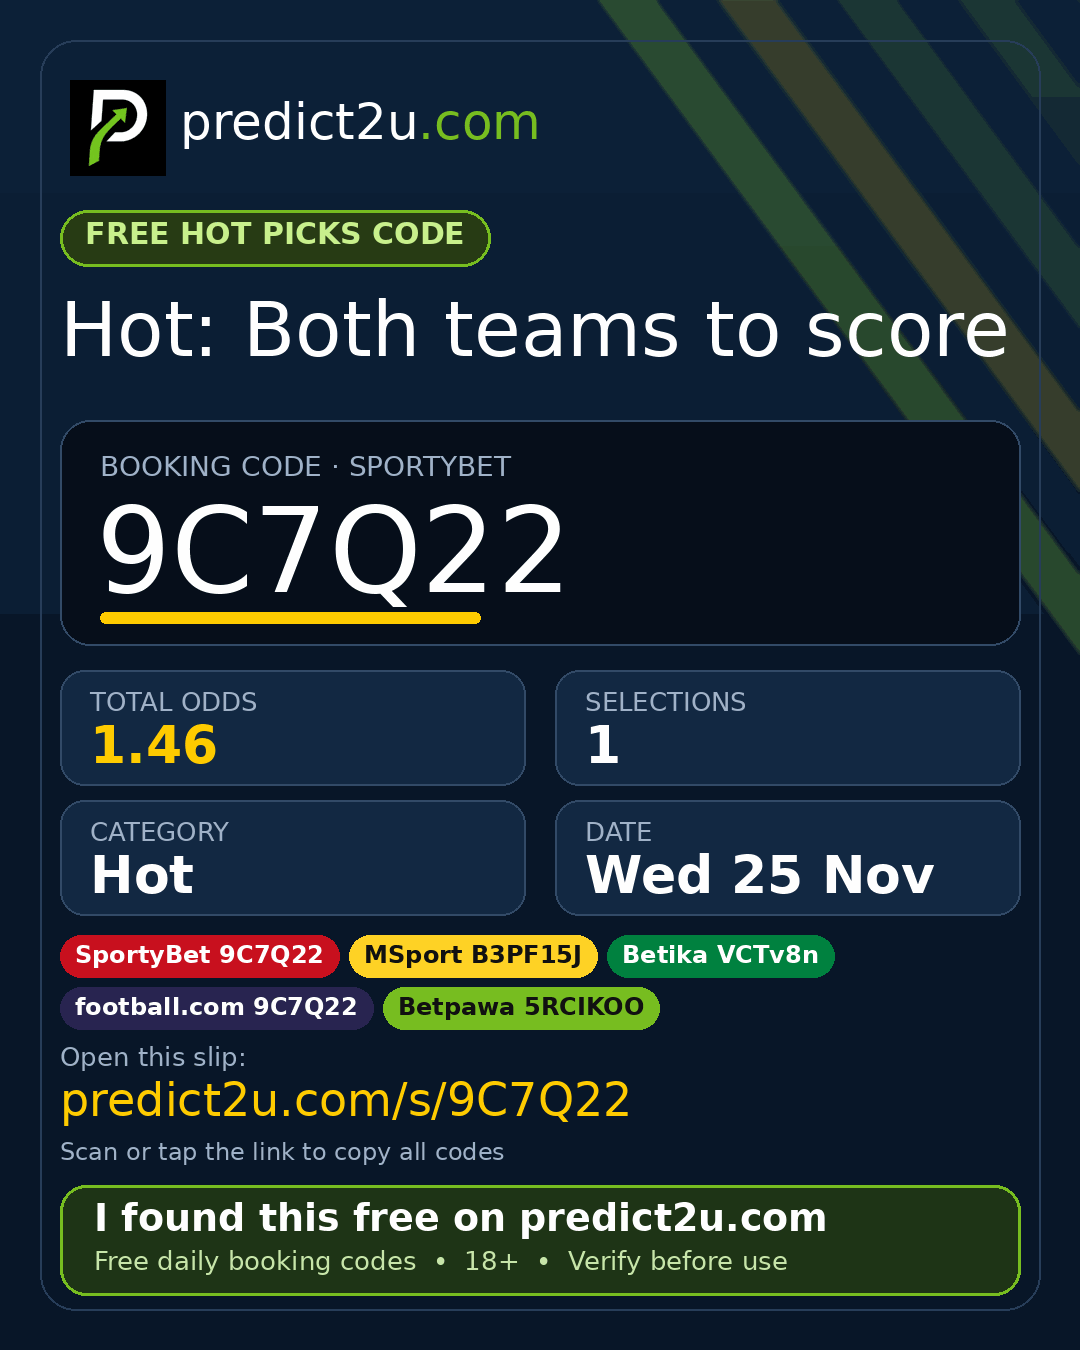 predict2u.com
FREE HOT PICKS CODE
Hot: Both teams to score
BOOKING CODE · SPORTYBET
9C7Q22
TOTAL ODDS
1.46
SELECTIONS
1
CATEGORY
Hot
DATE
Wed 25 Nov
SportyBet 9C7Q22
MSport B3PF15J
Betika VCTv8n
football.com 9C7Q22
Betpawa 5RCIKOO
Open this slip:
predict2u.com/s/9C7Q22
Scan or tap the link to copy all codes
I found this free on predict2u.com
Free daily booking codes • 18+ • Verify before use